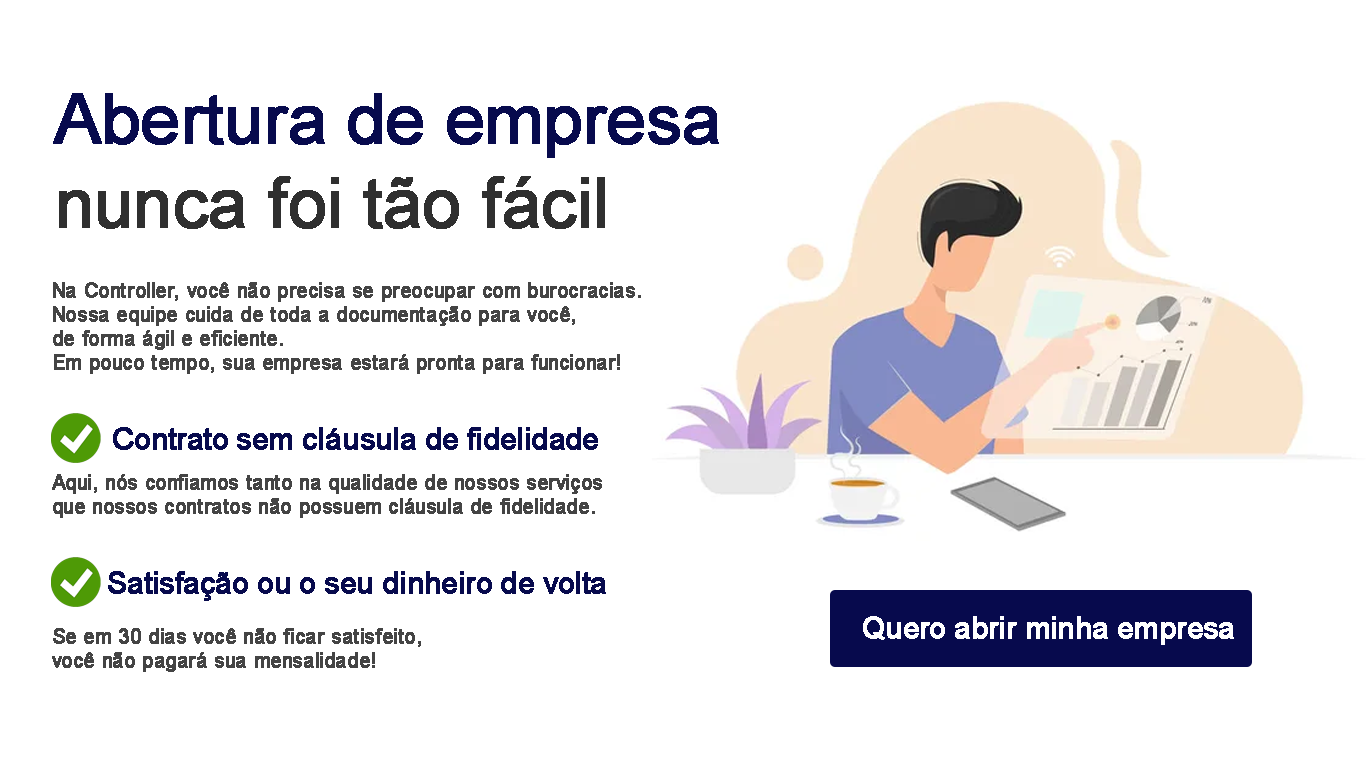 Abertura de empresa
nunca foi tão fácil
Na Controller, você não precisa se preocupar com burocracias.
Nossa equipe cuida de toda a documentação para você,
de forma ágil e eficiente.
Em pouco tempo, sua empresa estará pronta para funcionar!
Contrato sem cláusula de fidelidade
Aqui, nós confiamos tanto na qualidade de nossos serviços
que nossos contratos não possuem cláusula de fidelidade.
Satisfação ou o seu dinheiro de volta
Se em 30 dias você não ficar satisfeito,
você não pagará sua mensalidade!
Quero abrir minha empresa